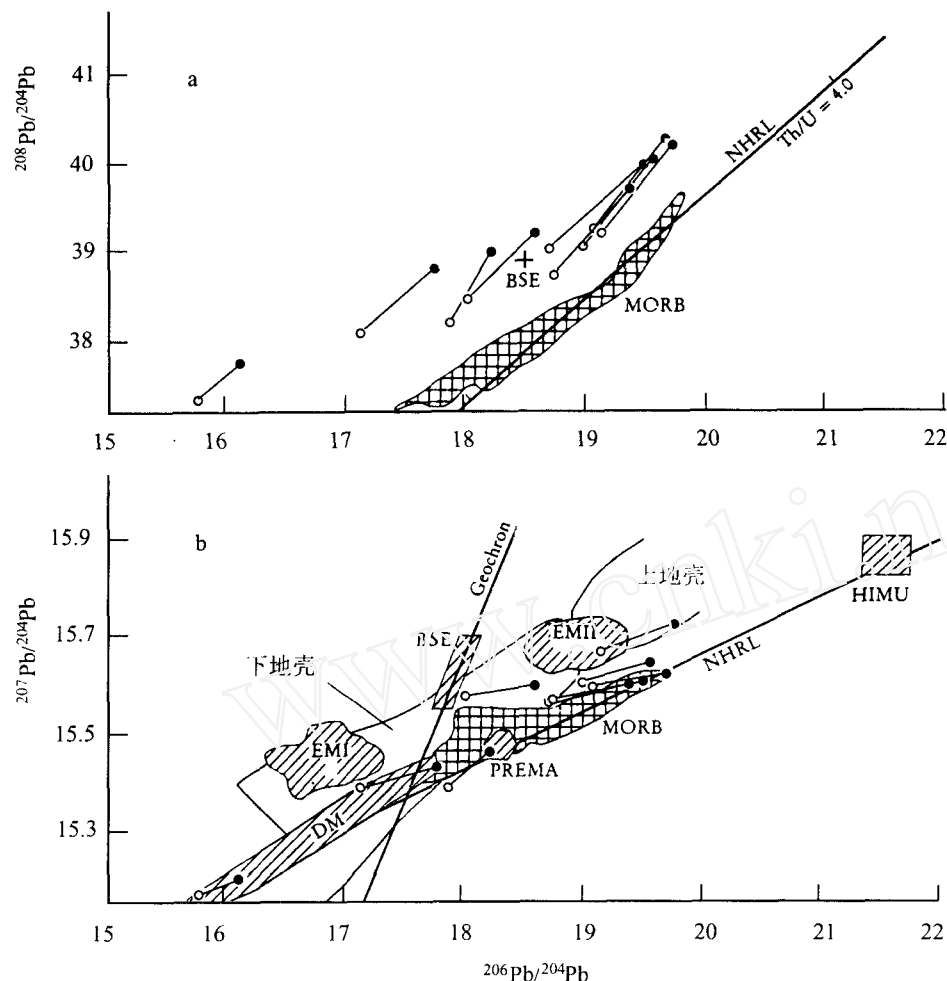 a
²⁰⁸Pb/²⁰⁴Pb
41
40
39
38
NHRL
Th/U = 4.0
BSE
MORB
15 16 17 18 19 20 21 22
b
²⁰⁷Pb/²⁰⁴Pb
15.9
15.7
15.5
15.3
Geochron
上地壳
HIMU
BSE
EMII
下地壳
NHRL
EMI
MORB
PREMA
DM
15 16 17 18 19 20 21 22
²⁰⁶Pb/²⁰⁴Pb
www.cnki.n